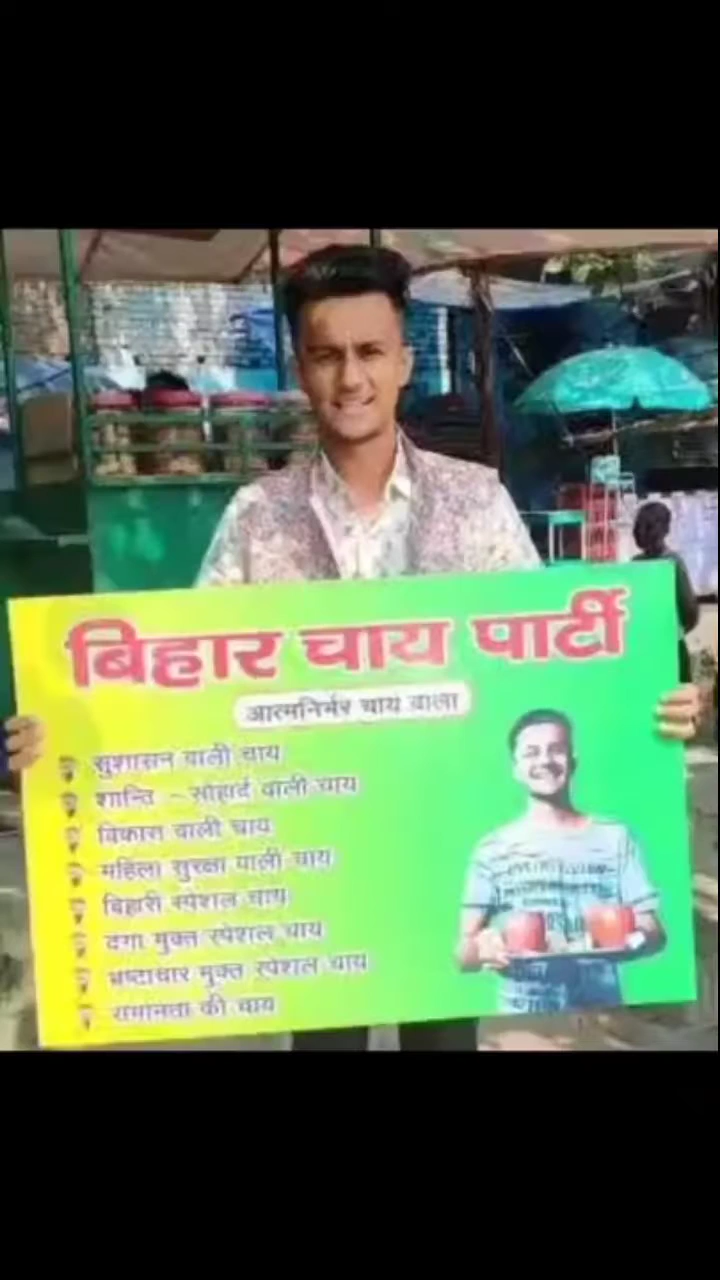 बिहार चाय पार्टी
आत्मनिर्भर चाय वाला
सुशासन वाली चाय
शान्ति - सौहार्द वाली चाय
विकास वाली चाय
महिला सुरक्षा वाली चाय
बिहारी स्पेशल चाय
दंगा मुक्त स्पेशल चाय
भ्रष्टाचार मुक्त स्पेशल चाय
समानता की चाय